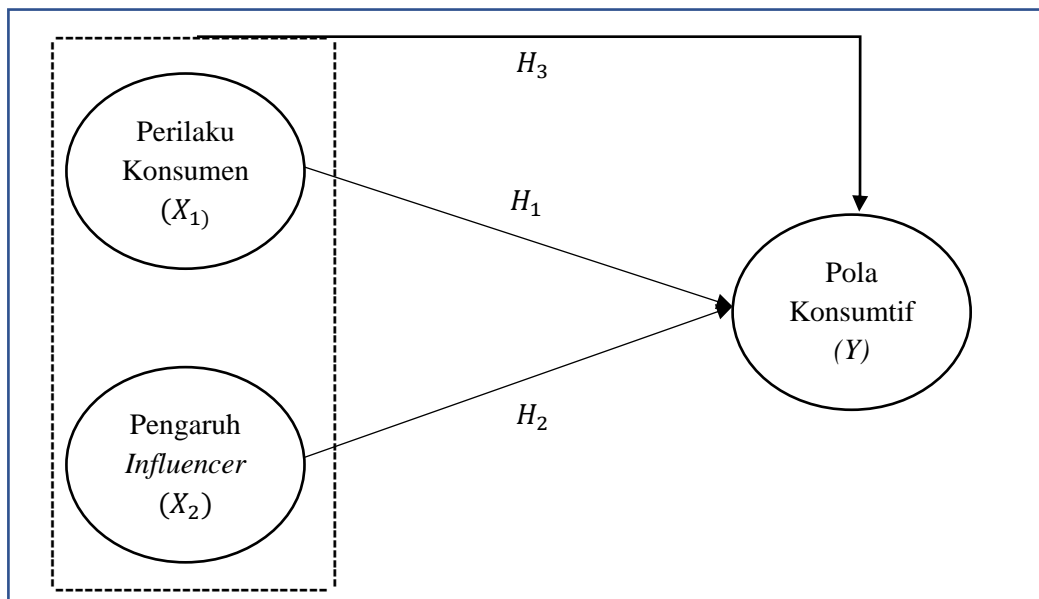 H₃
Perilaku
Konsumen
(X₁)
H₁
Pola
Konsumtif
(Y)
Pengaruh
Influencer
(X₂)
H₂